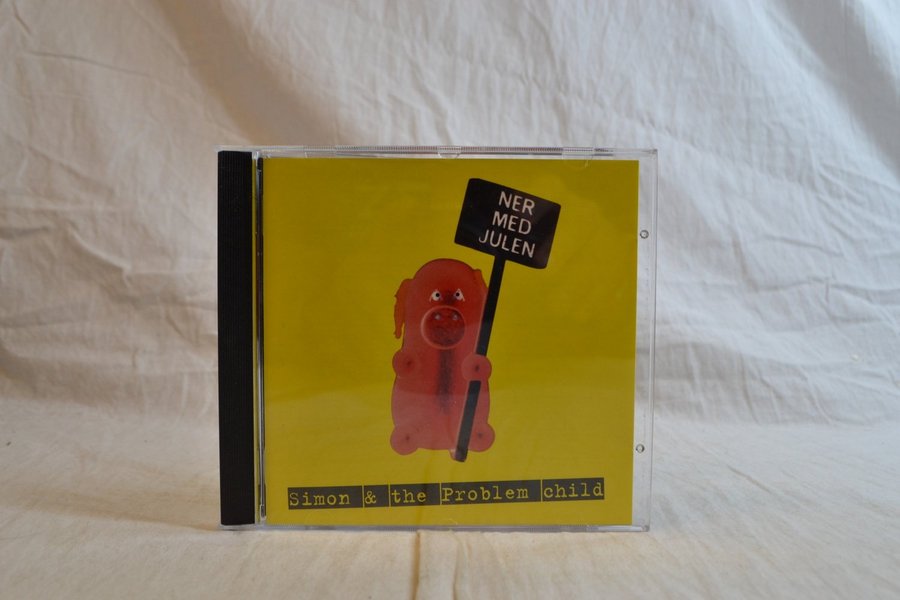 NER
MED
JULEN
Simon & the Problem child